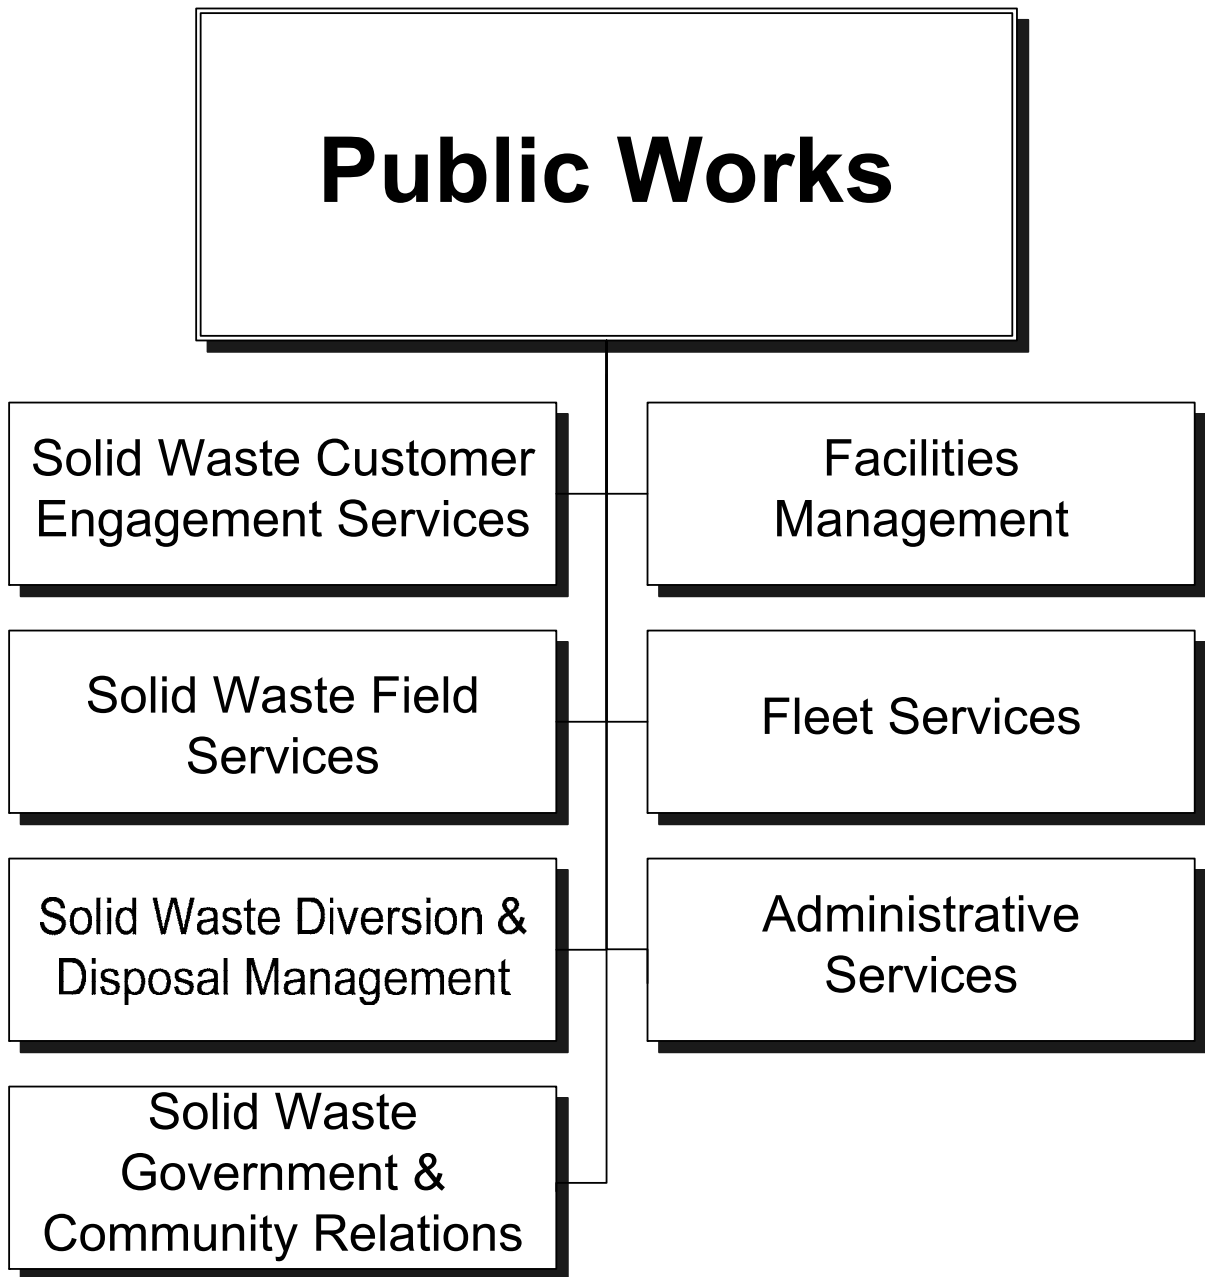 Public Works
Solid Waste Customer
Engagement Services
Facilities
Management
Solid Waste Field
Services
Fleet Services
Solid Waste Diversion &
Disposal Management
Administrative
Services
Solid Waste
Government &
Community Relations